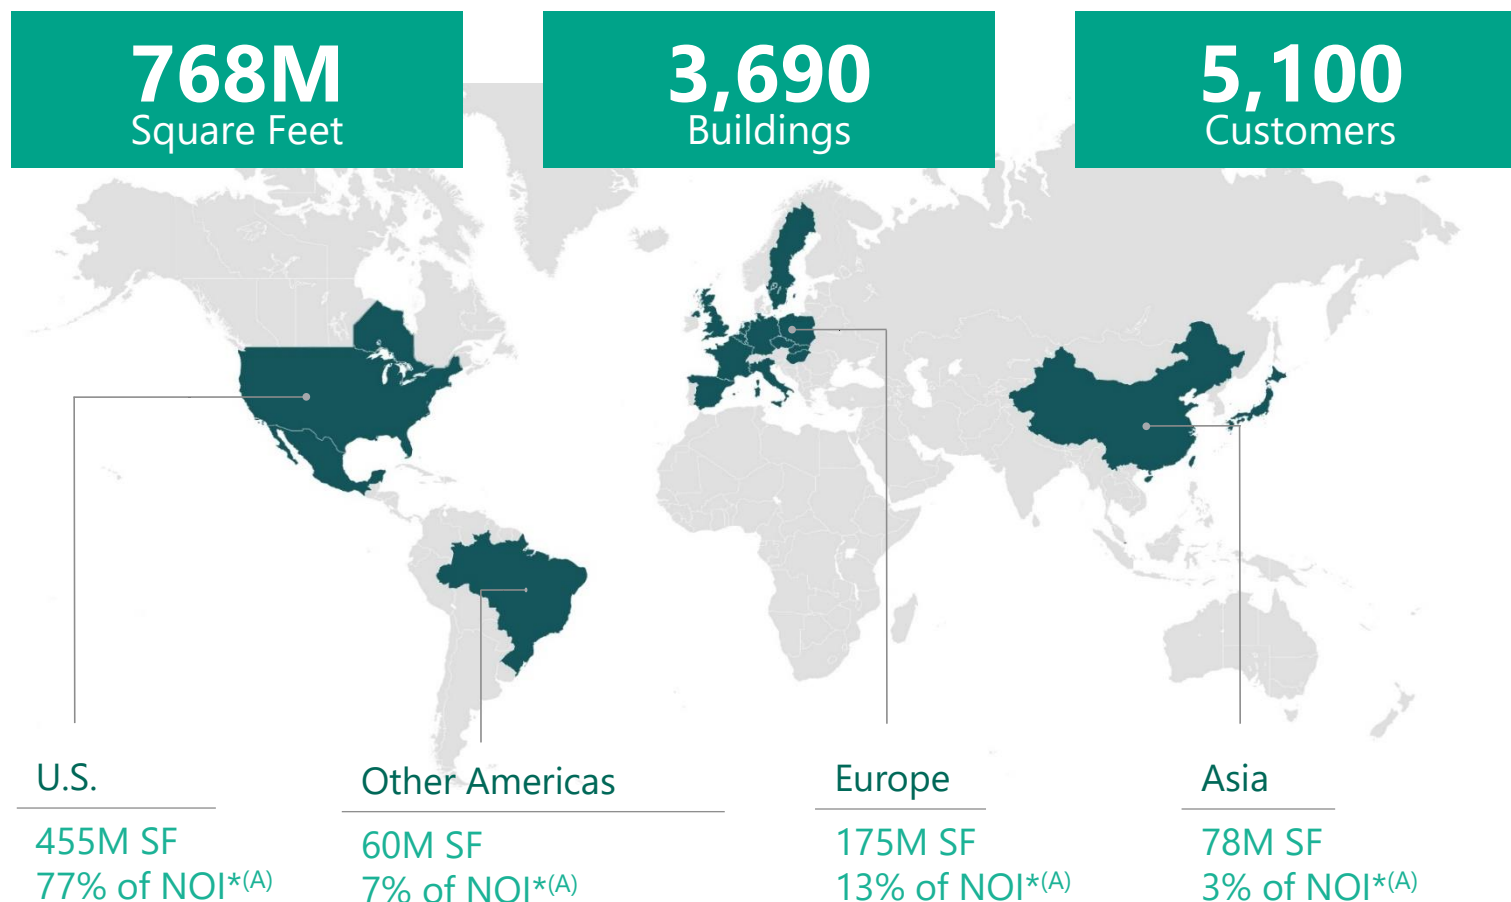 768M
Square Feet
3,690
Buildings
5,100
Customers
U.S.
455M SF
77% of NOI*(A)
Other Americas
60M SF
7% of NOI*(A)
Europe
175M SF
13% of NOI*(A)
Asia
78M SF
3% of NOI*(A)